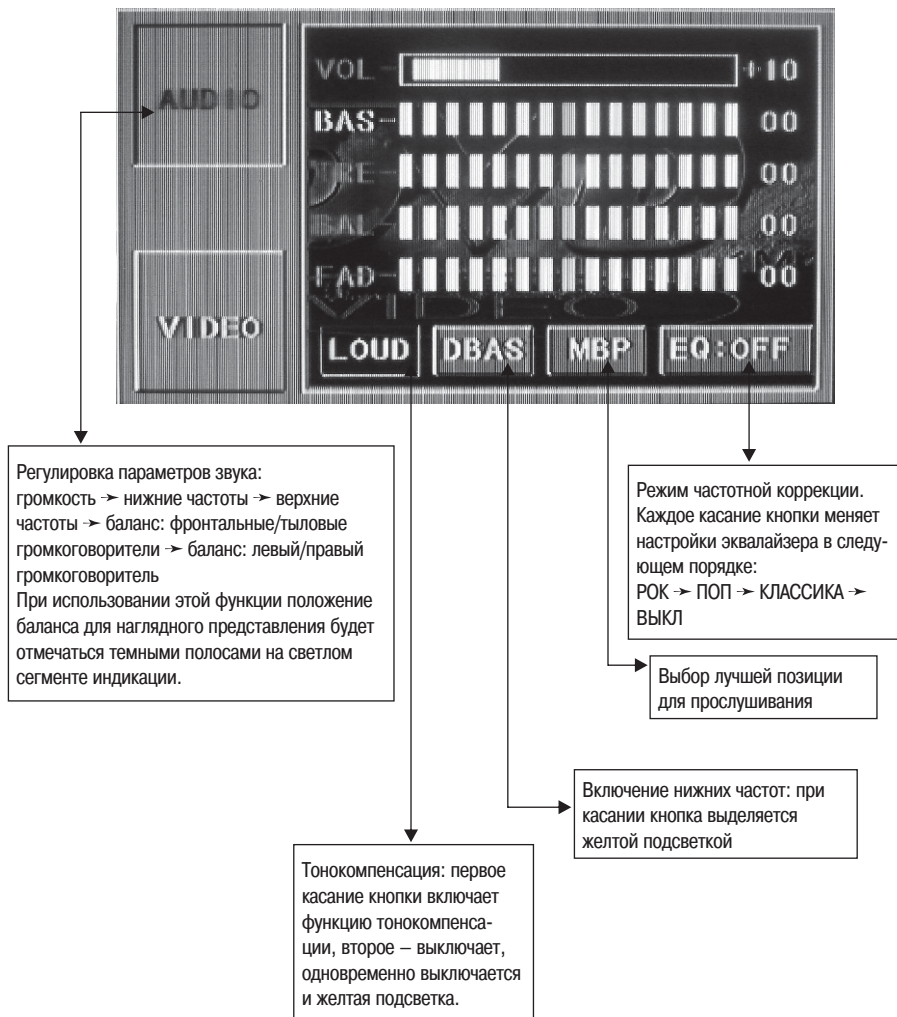 AUDIO
VOL
+10
BAS
00
TRE
00
BAL
00
FAD
00
VIDEO
LOUD
DBAS
MBP
EQ:OFF
Регулировка параметров звука:
громкость ➛ нижние частоты ➛ верхние
частоты ➛ баланс: фронтальные/тыловые
громкоговорители ➛ баланс: левый/правый
громкоговоритель
При использовании этой функции положение
баланса для наглядного представления будет
отмечаться темными полосами на светлом
сегменте индикации.
Режим частотной коррекции.
Каждое касание кнопки меняет
настройки эквалайзера в следу-
ющем порядке:
РОК ➛ ПОП ➛ КЛАССИКА ➛
ВЫКЛ
Выбор лучшей позиции
для прослушивания
Включение нижних частот: при
касании кнопка выделяется
желтой подсветкой
Тонокомпенсация: первое
касание кнопки включает
функцию тонокомпенса-
ции, второе – выключает,
одновременно выключается
и желтая подсветка.